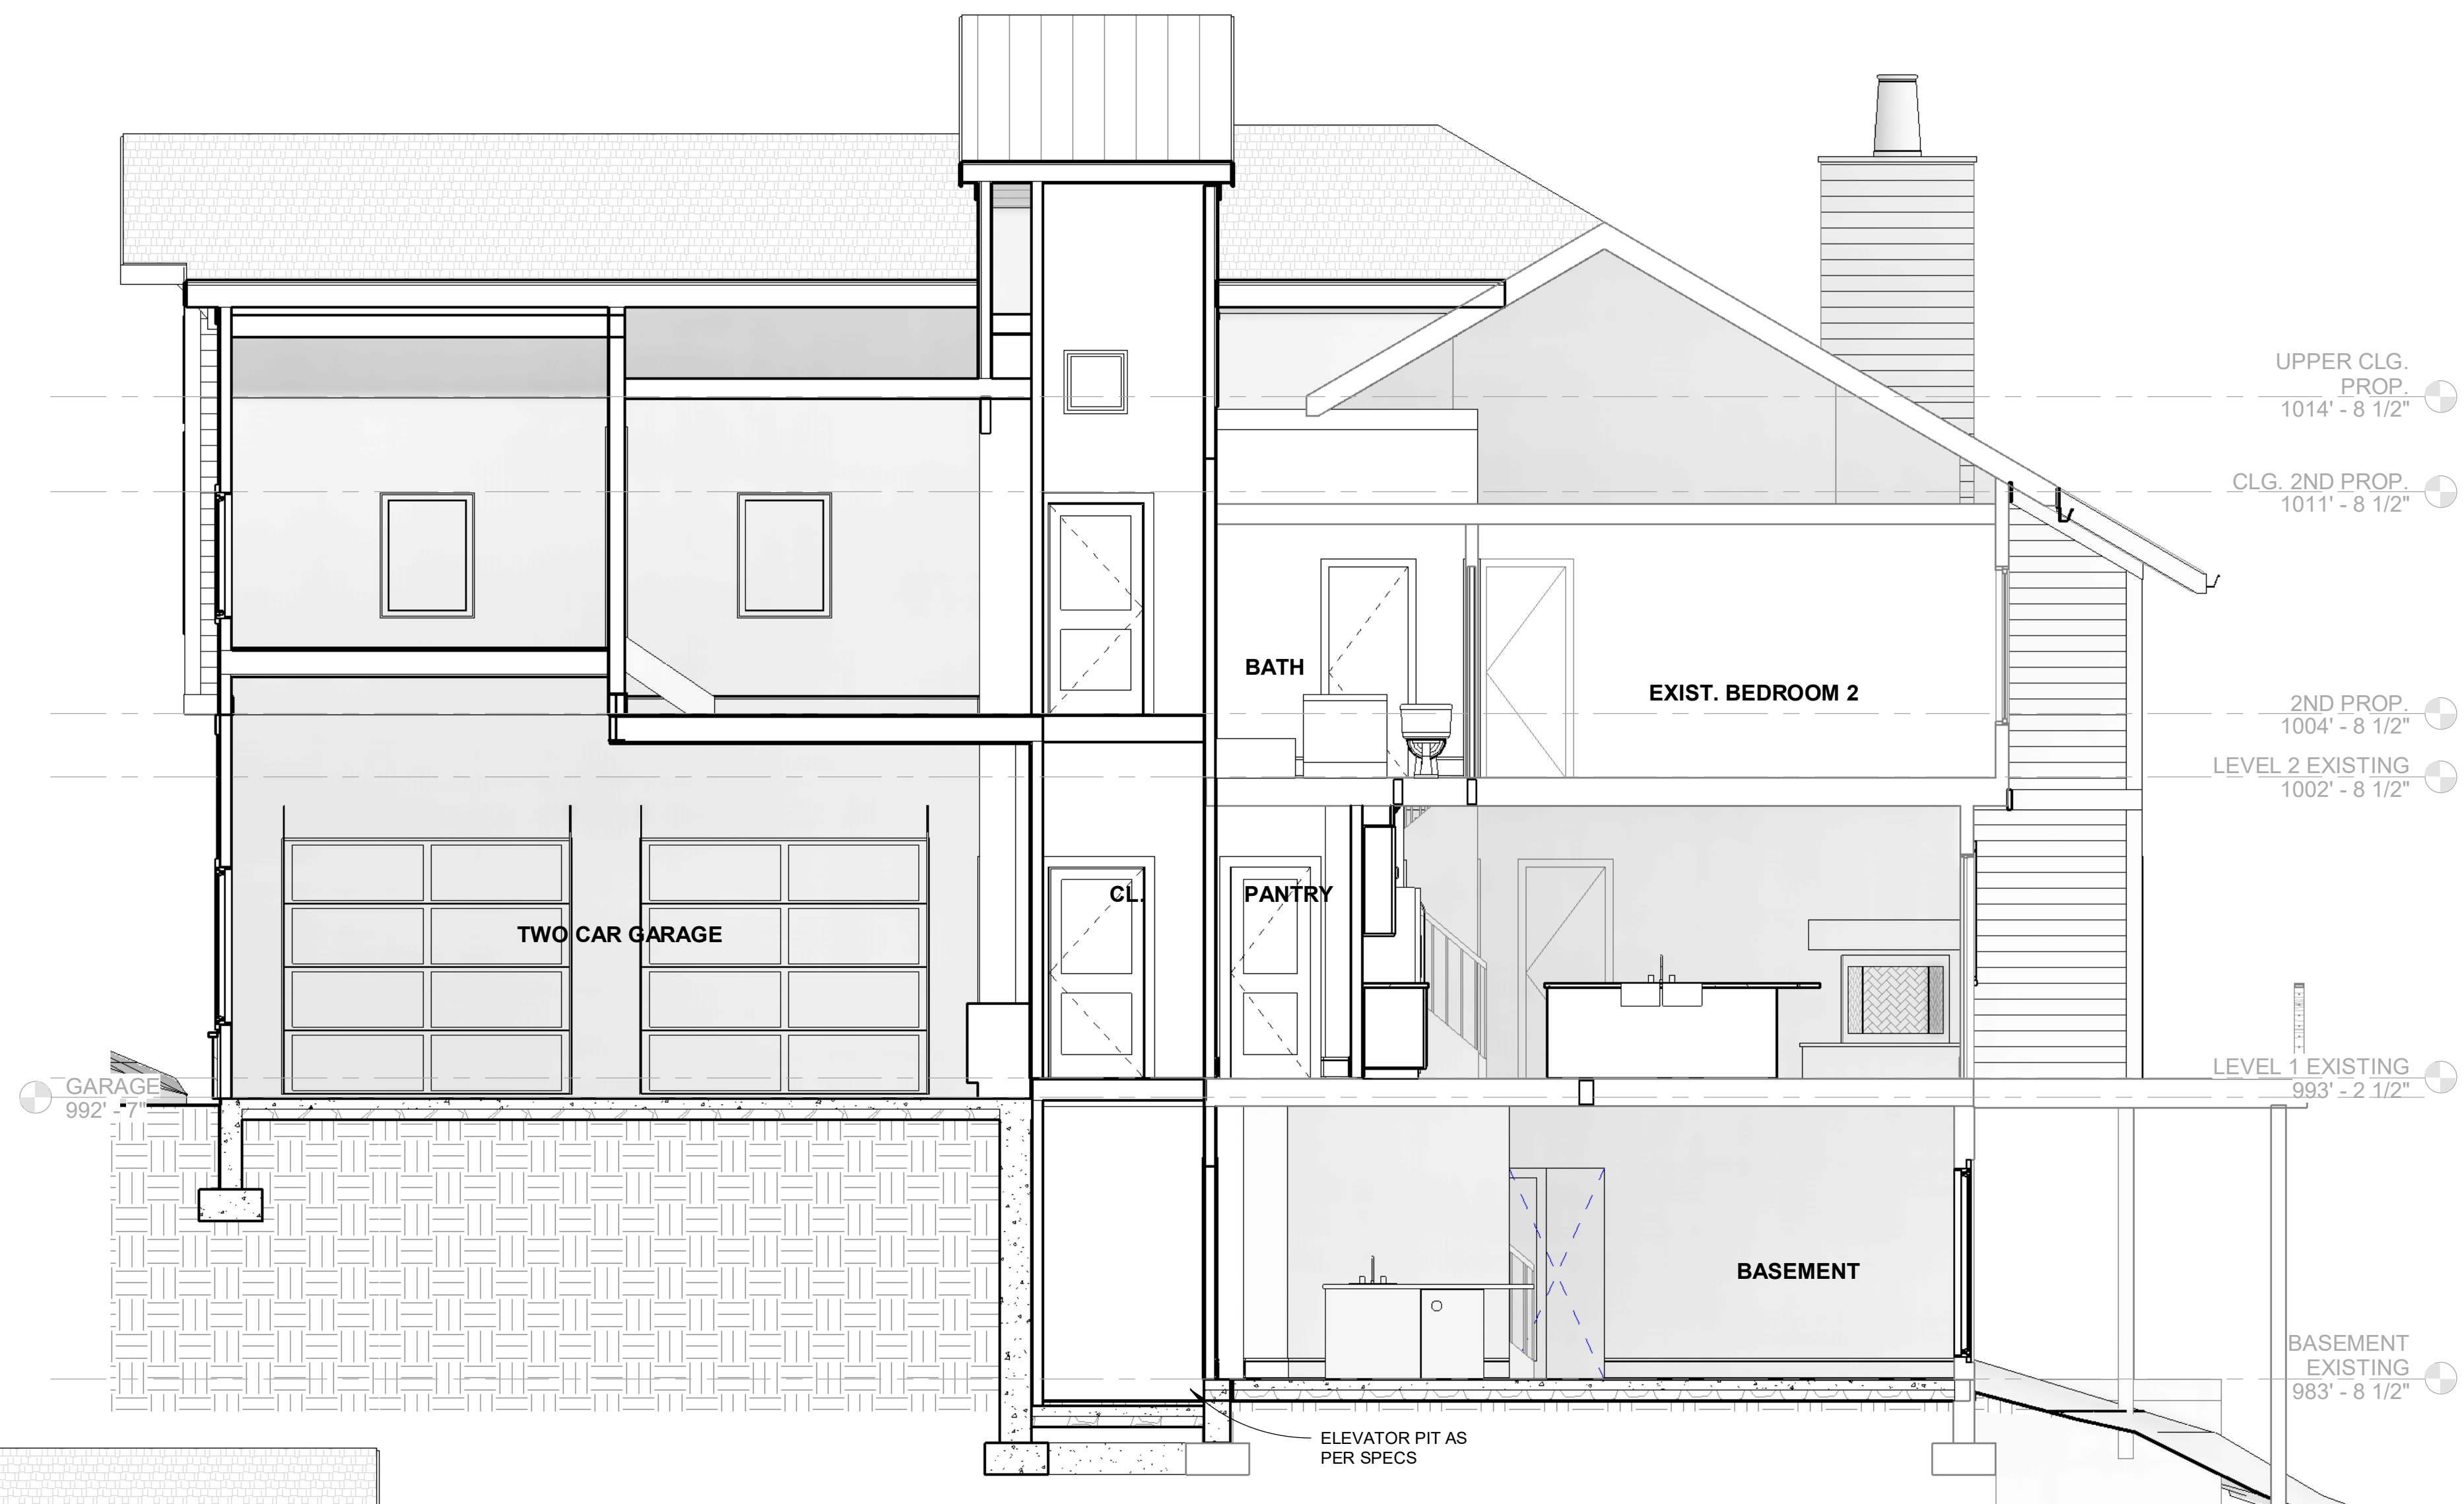 UPPER CLG.
PROP.
1014' - 8 1/2"
CLG. 2ND PROP.
1011' - 8 1/2"
BATH
EXIST. BEDROOM 2
2ND PROP.
1004' - 8 1/2"
LEVEL 2 EXISTING
1002' - 8 1/2"
CL.
PANTRY
TWO CAR GARAGE
GARAGE
992' - 7"
LEVEL 1 EXISTING
993' - 2 1/2"
BASEMENT
BASEMENT
EXISTING
983' - 8 1/2"
ELEVATOR PIT AS
PER SPECS